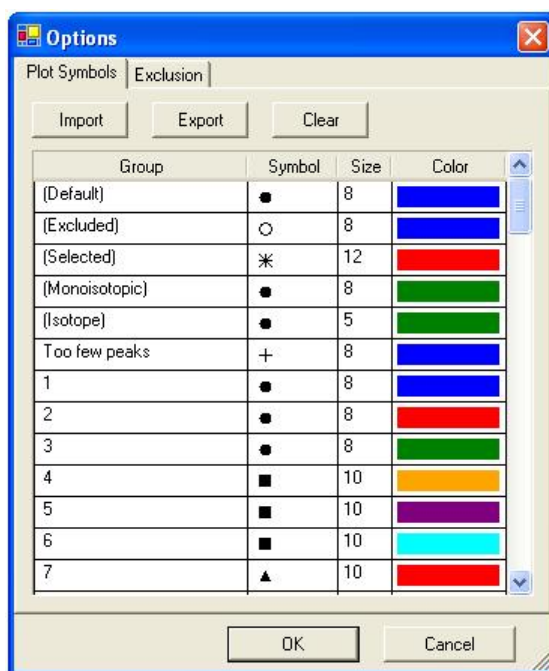 Options
Plot Symbols Exclusion
Import Export Clear
Group Symbol Size Color
(Default) 8
(Excluded) 8
(Selected) 12
(Monoisotopic) 8
(Isotope) 5
Too few peaks 8
1 8
2 8
3 8
4 10
5 10
6 10
7 10
OK Cancel